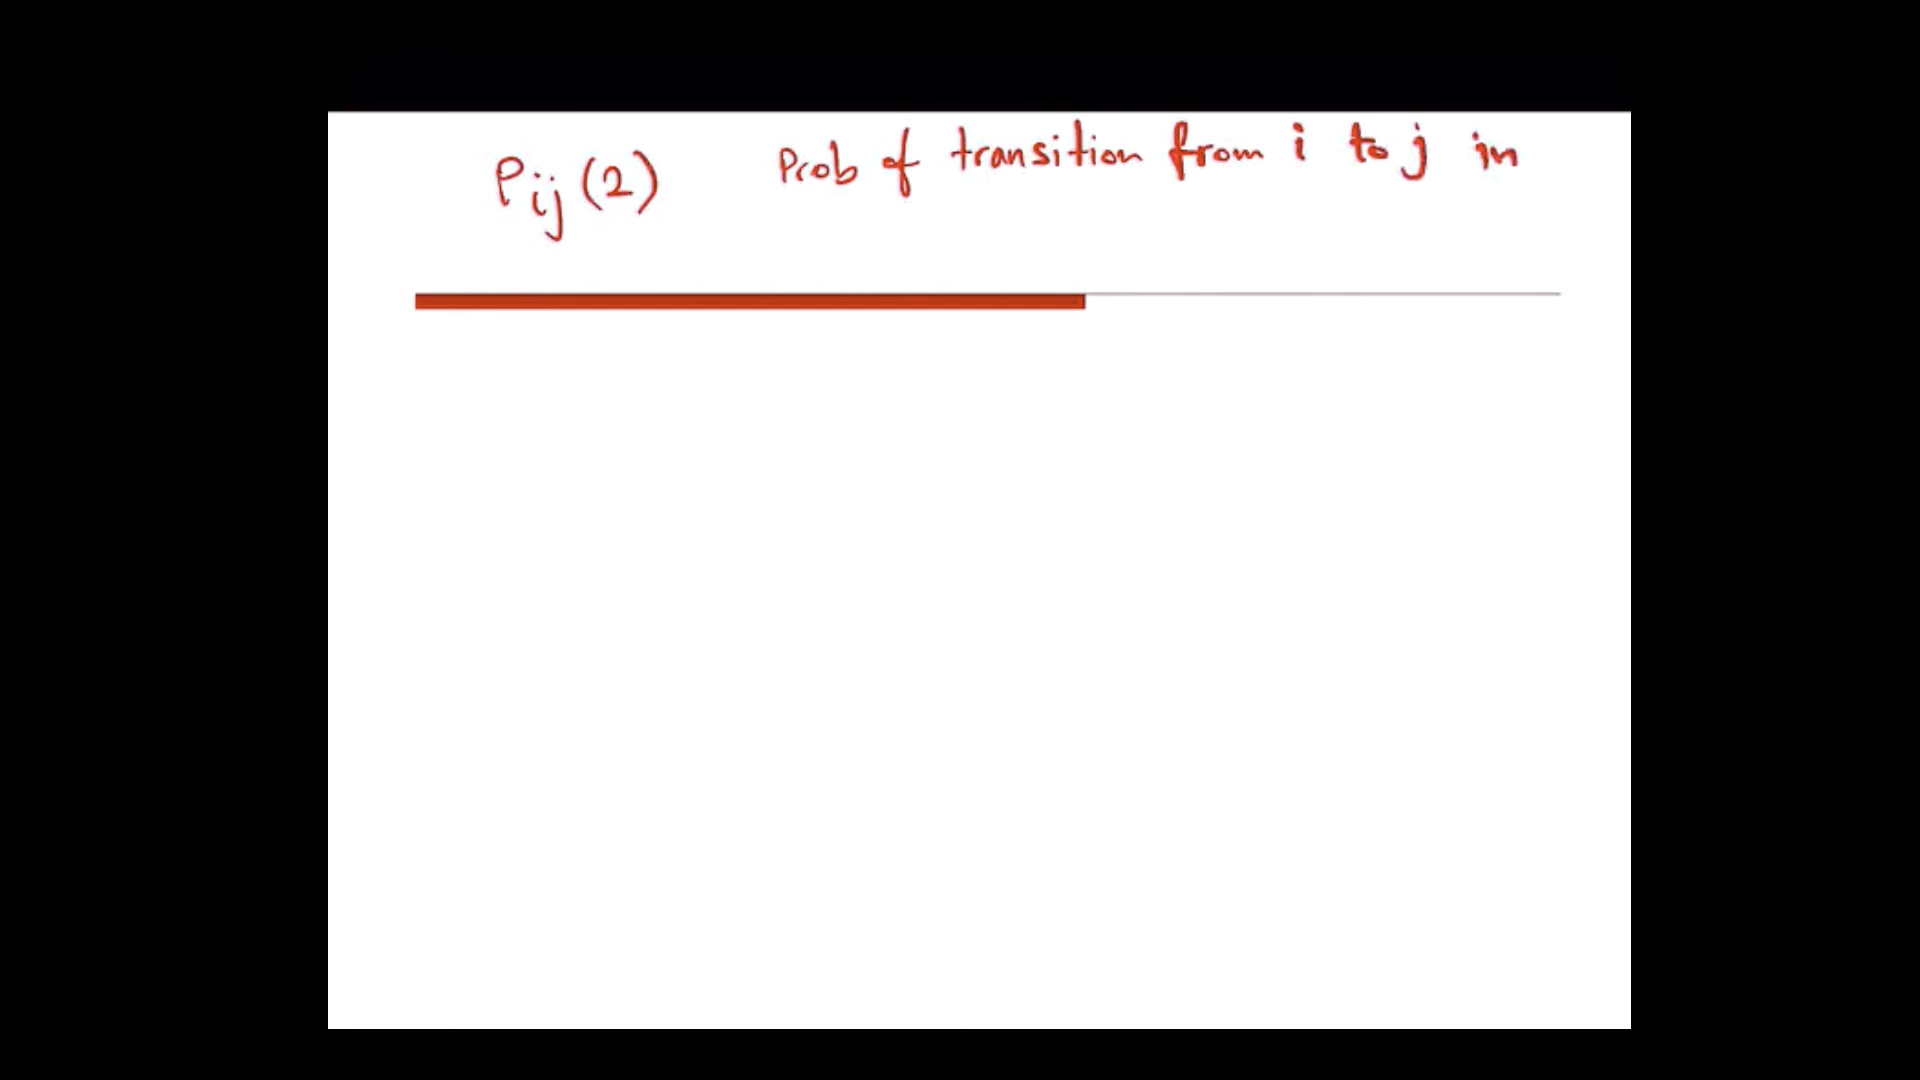 Pij(2) Prob of transition from i to j in